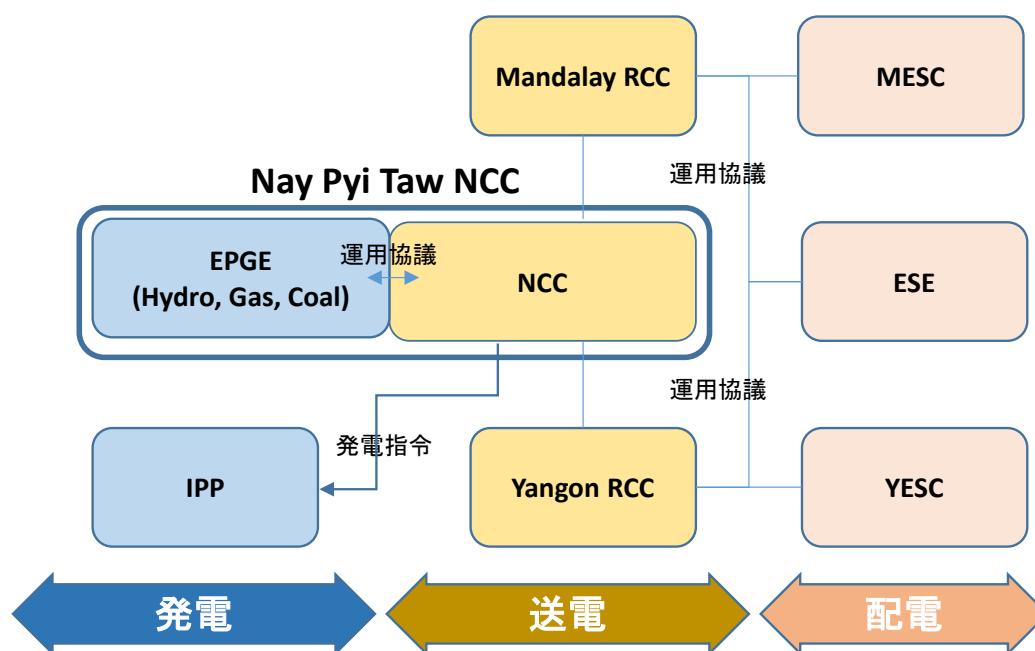 Mandalay RCC
MESC
運用協議
Nay Pyi Taw NCC
EPGE
(Hydro, Gas, Coal)
運用協議
NCC
ESE
運用協議
発電指令
IPP
Yangon RCC
YESC
発電
送電
配電